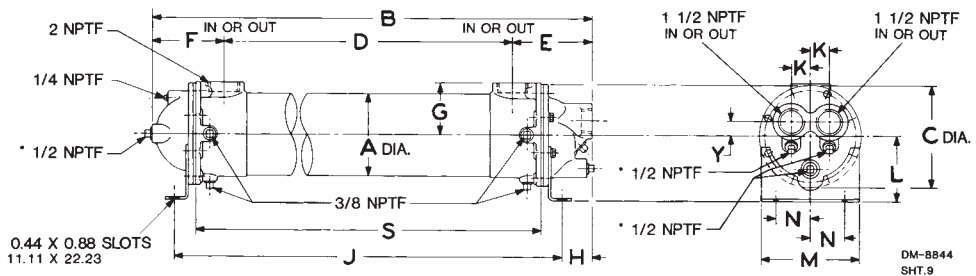 B
IN OR OUT
IN OR OUT
2 NPTF
F
D
E
1 1/2 NPTF
IN OR OUT
1 1/2 NPTF
IN OR OUT
K
K
1/4 NPTF
G
A DIA.
C DIA.
* 1/2 NPTF
Y
L
* 1/2 NPTF
3/8 NPTF
* 1/2 NPTF
S
N
N
0.44 X 0.88 SLOTS
11.11 X 22.23
J
H
M
DM-8844
SHT.9